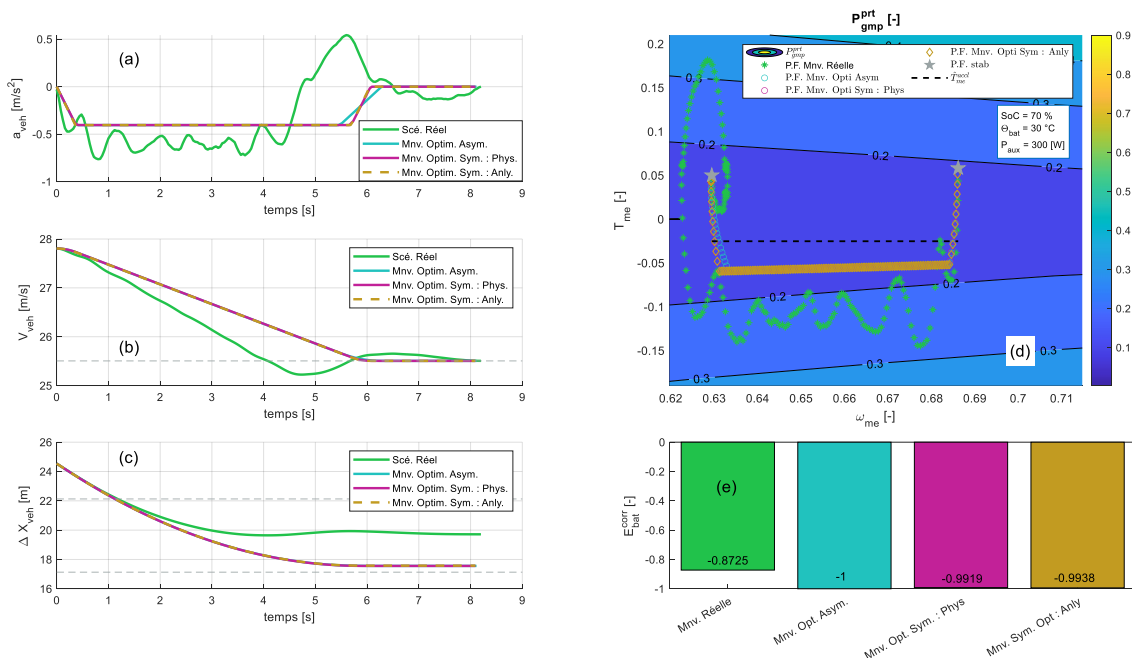 (a)
0.5
0
-0.5
-1
a_veh [m/s²]
0 1 2 3 4 5 6 7 8 9
temps [s]
Scé. Réel
Mnv. Optim. Asym.
Mnv. Optim. Sym. : Phys.
Mnv. Optim. Sym. : Anly.
(b)
28
27
26
25
V_veh [m/s]
0 1 2 3 4 5 6 7 8 9
temps [s]
Scé. Réel
Mnv. Optim. Asym.
Mnv. Optim. Sym. : Phys.
Mnv. Optim. Sym. : Anly.
(c)
26
24
22
20
18
16
Δ X_veh [m]
0 1 2 3 4 5 6 7 8 9
temps [s]
Scé. Réel
Mnv. Optim. Asym.
Mnv. Optim. Sym. : Phys.
Mnv. Optim. Sym. : Anly.
P_gmp^prt [-]
P_gmp^prt
P.F. Mnv. Réelle
P.F. Mnv. Opti Asym
P.F. Mnv. Opti Sym : Phys
P.F. Mnv. Opti Sym : Anly
P.F. stab
SoC = 70 %
Θ_bat = 30 °C
P_aux = 300 [W]
0.3
0.3
0.2
0.2
0.2
0.2
0.3
0.3
(d)
0.2
0.15
0.1
0.05
0
-0.05
-0.1
-0.15
T_me [-]
0.62 0.63 0.64 0.65 0.66 0.67 0.68 0.69 0.7 0.71
ω_me [-]
0.9
0.8
0.7
0.6
0.5
0.4
0.3
0.2
0.1
(e)
0
-0.2
-0.4
-0.6
-0.8
-1
E_bat^corr [-]
-0.8725
-1
-0.9919
-0.9938
Mnv. Réelle
Mnv. Opt. Asym.
Mnv. Opt. Sym. : Phys
Mnv. Sym. Opt : Anly